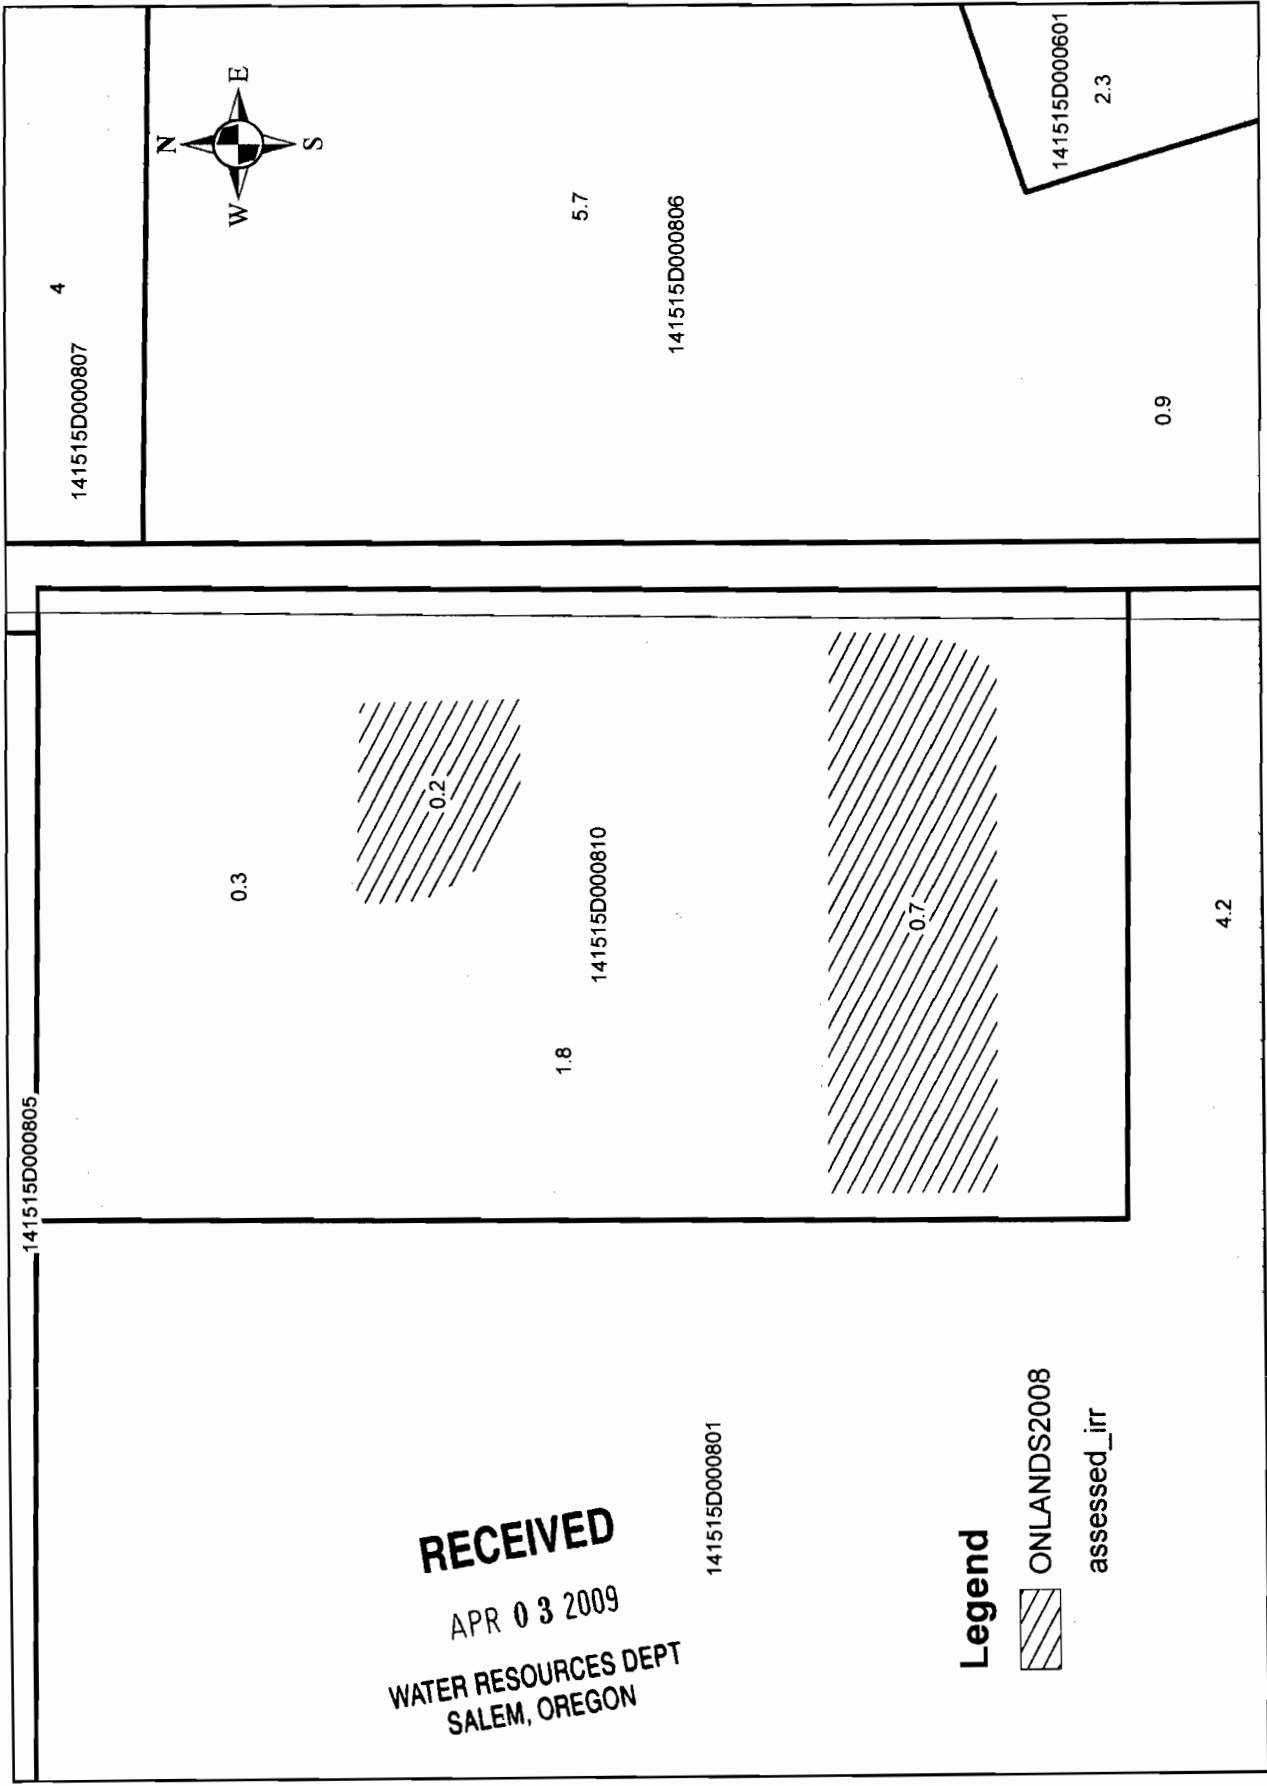 141515D000805
141515D000807
4
N
W
E
S
5.7
141515D000806
141515D000601
2.3
0.9
0.3
0.2
141515D000810
1.8
0.7
4.2
141515D000801
RECEIVED
APR 03 2009
WATER RESOURCES DEPT
SALEM, OREGON
Legend
ONLANDS2008
assessed_irr